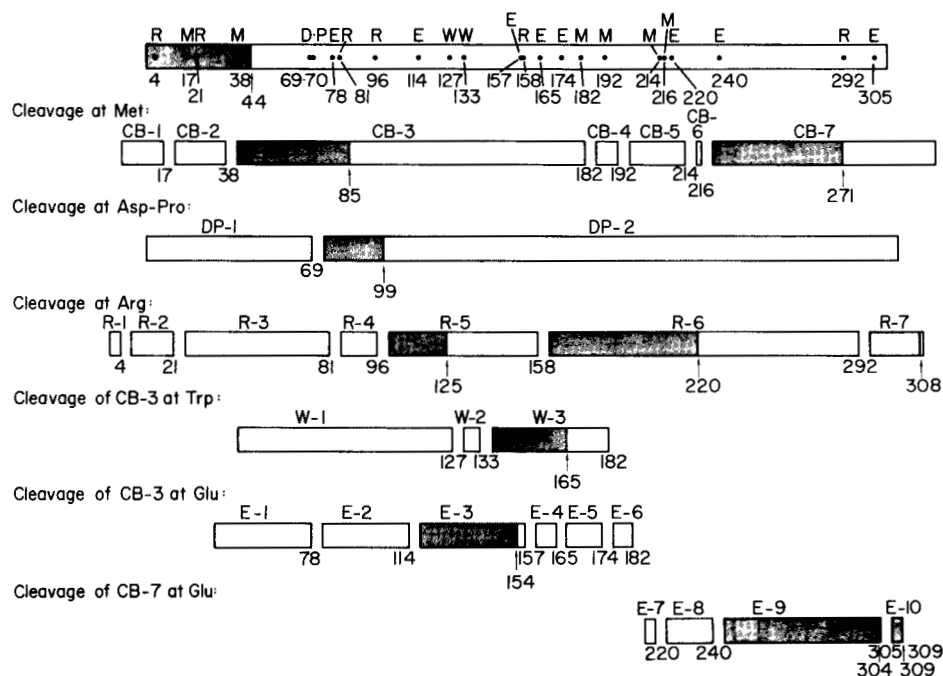 E M
R MR M D·P E R R E W W R E E M M M E E R E
4 17 38 69·70 96 114 127 157 158 174 192 214 240 292
21 44 78 81 133 165 182 216 220 305
Cleavage at Met:
CB-1 CB-2 CB-3 CB-4 CB-5 CB-6 CB-7
17 38 182 192 214
85 216 271
Cleavage at Asp-Pro:
DP-1 DP-2
69
99
Cleavage at Arg:
R-1 R-2 R-3 R-4 R-5 R-6 R-7
4 21 81 96 158 292
125 220 308
Cleavage of CB-3 at Trp:
W-1 W-2 W-3
127 133 182
165
Cleavage of CB-3 at Glu:
E-1 E-2 E-3 E-4 E-5 E-6
78 114 157 165 174 182
154
Cleavage of CB-7 at Glu:
E-7 E-8 E-9 E-10
220 240 305 309
304 309